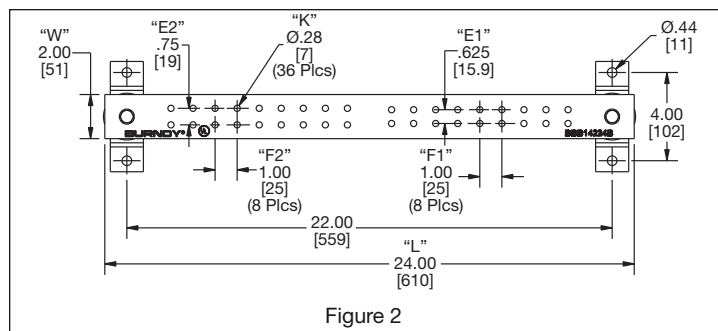 "W"
2.00
[51]
"E2"
.75
[19]
"K"
Ø.28
[7]
(36 Plcs)
"E1"
.625
[15.9]
Ø.44
[11]
4.00
[102]
BURNDY®
UL
BBB14224B
"F2"
1.00
[25]
(8 Plcs)
"F1"
1.00
[25]
(8 Plcs)
22.00
[559]
"L"
24.00
[610]
Figure 2